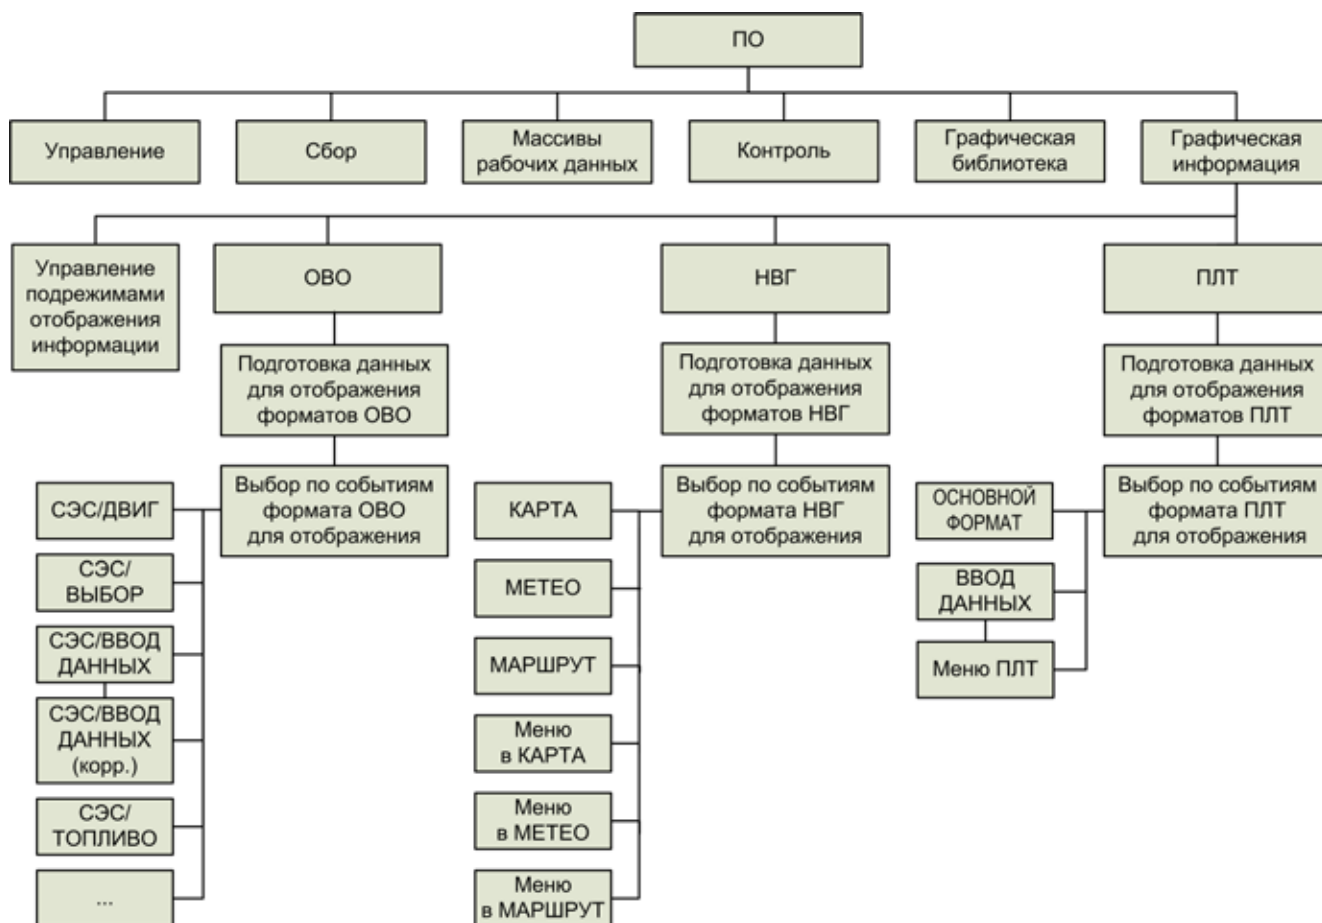 ПО
Управление
Сбор
Массивы
рабочих данных
Контроль
Графическая
библиотека
Графическая
информация
Управление
подрежимами
отображения
информации
ОВО
НВГ
ПЛТ
Подготовка данных
для отображения
форматов ОВО
Подготовка данных
для отображения
форматов НВГ
Подготовка данных
для отображения
форматов ПЛТ
Выбор по событиям
формата ОВО
для отображения
Выбор по событиям
формата НВГ
для отображения
Выбор по событиям
формата ПЛТ
для отображения
СЭС/ДВИГ
СЭС/
ВЫБОР
СЭС/ВВОД
ДАННЫХ
СЭС/ВВОД
ДАННЫХ
(корр.)
СЭС/
ТОПЛИВО
...
КАРТА
МЕТЕО
МАРШРУТ
Меню
в КАРТА
Меню
в МЕТЕО
Меню
в МАРШРУТ
ОСНОВНОЙ
ФОРМАТ
ВВОД
ДАННЫХ
Меню ПЛТ